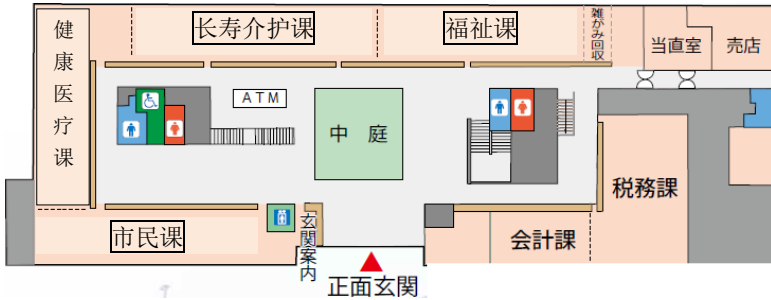 健康医疗课
长寿介护课
福祉课
雑がみ回収
当直室
売店
ATM
中庭
税務課
市民课
玄関案内
会計課
正面玄関